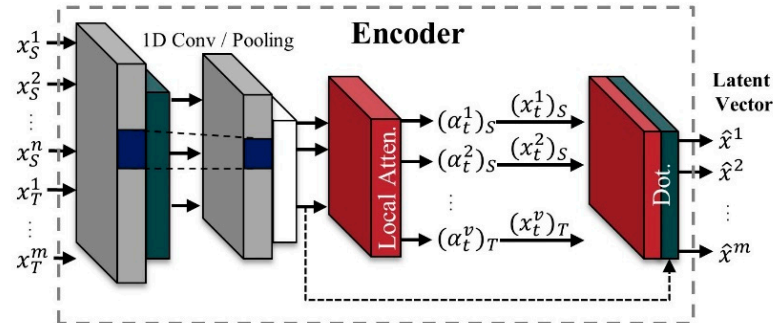 Encoder
1D Conv / Pooling
x_S^1
x_S^2
⋮
x_S^n
x_T^1
⋮
x_T^m
Local Atten.
(α_t^1)_S (x_t^1)_S
(α_t^2)_S (x_t^2)_S
⋮
(α_t^v)_T (x_t^v)_T
Dot.
Latent
Vector
x̂^1
x̂^2
⋮
x̂^m